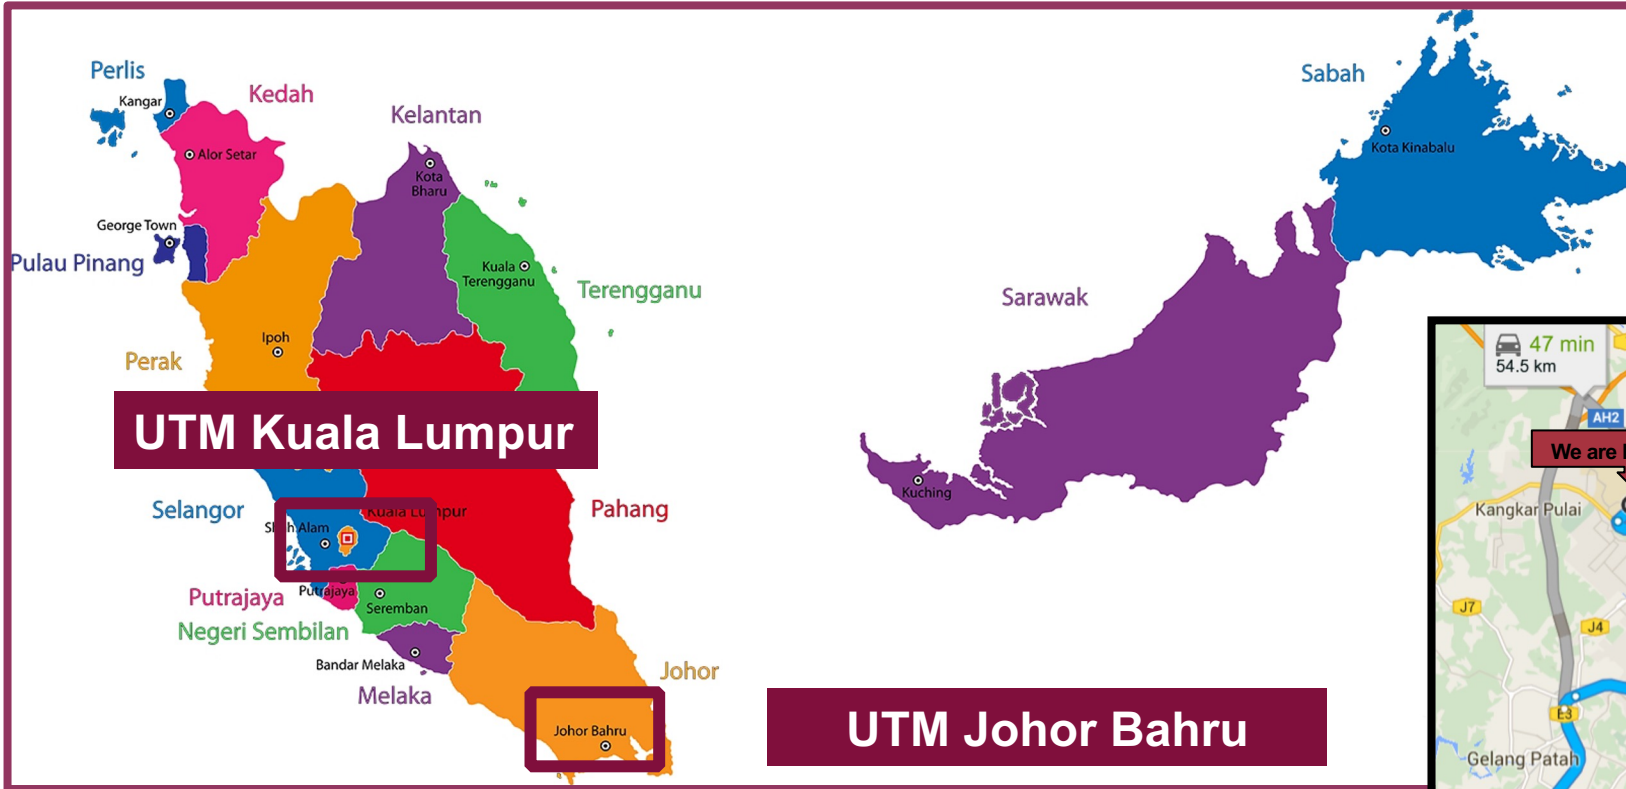 Perlis
Kangar
Kedah
Alor Setar
Kelantan
Kota
Bharu
George Town
Pulau Pinang
Kuala
Terengganu
Terengganu
Ipoh
Perak
UTM Kuala Lumpur
Selangor
Shah Alam
Kuala Lumpur
Pahang
Putrajaya
Putrajaya
Seremban
Negeri Sembilan
Bandar Melaka
Melaka
Johor
Johor Bahru
UTM Johor Bahru
Sabah
Kota Kinabalu
Sarawak
Kuching
47 min
54.5 km
AH2
We are
Kangkar Pulai
J7
J4
E3
Gelang Patah